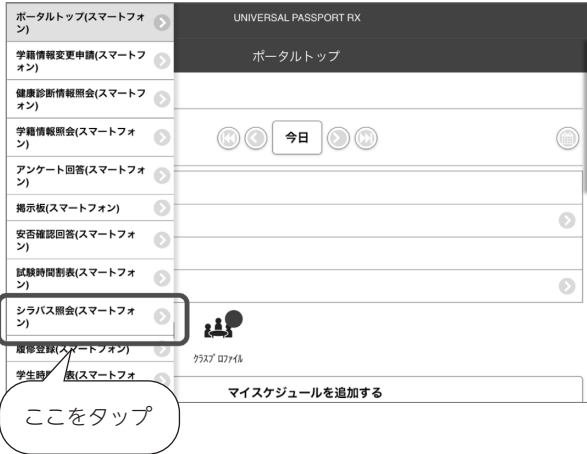 ポータルトップ(スマートフォ
ン)
学籍情報変更申請(スマートフ
ォン)
健康診断情報照会(スマートフ
ォン)
学籍情報照会(スマートフォ
ン)
アンケート回答(スマートフォ
ン)
掲示板(スマートフォン)
安否確認回答(スマートフォ
ン)
試験時間割表(スマートフォ
ン)
シラバス照会(スマートフォ
ン)
履修登録(スマートフォン)
学生時 表(スマートフォ
ここをタップ
UNIVERSAL PASSPORT RX
ポータルトップ
今日
クラスプロファイル
マイスケジュールを追加する